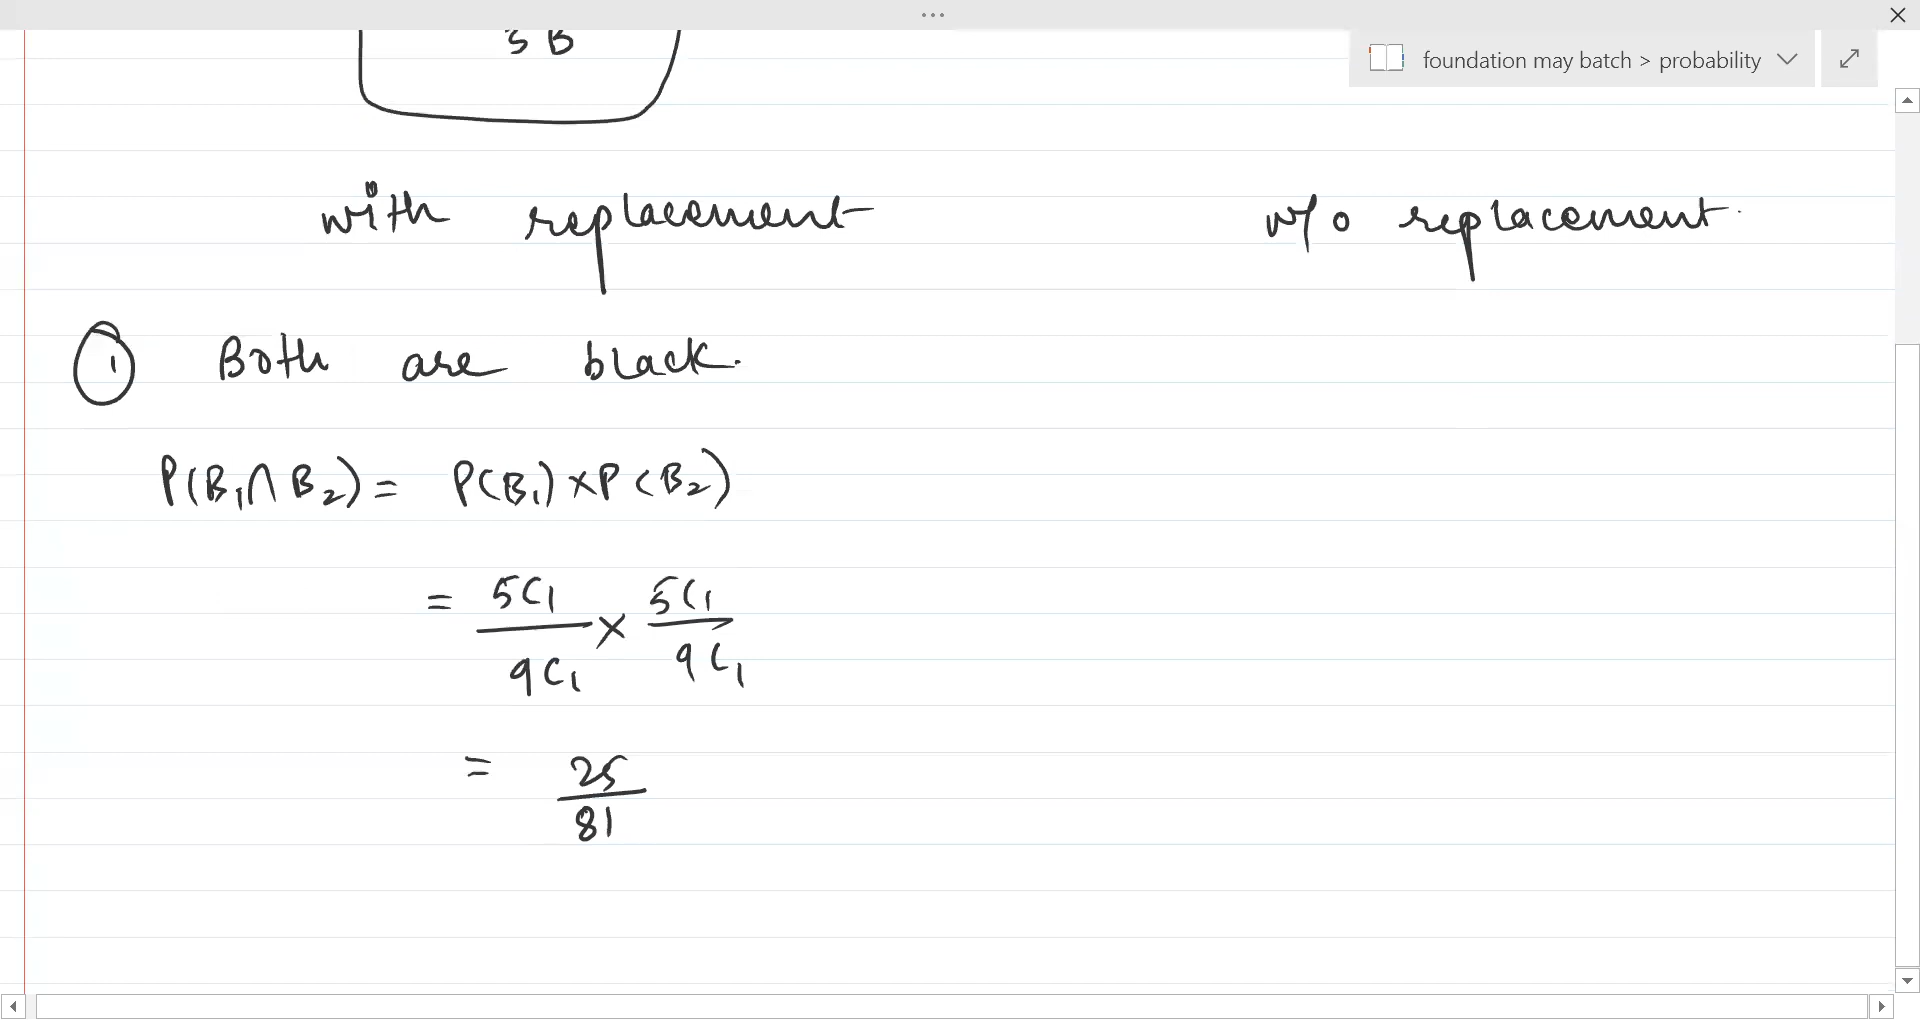 ...
foundation may batch > probability
5 B
with replacement w/o replacement.
1 Both are black.
P(B₁∩B₂) = P(B₁) × P(B₂)
= 5C₁/9C₁ × 5C₁/9C₁
= 25/81